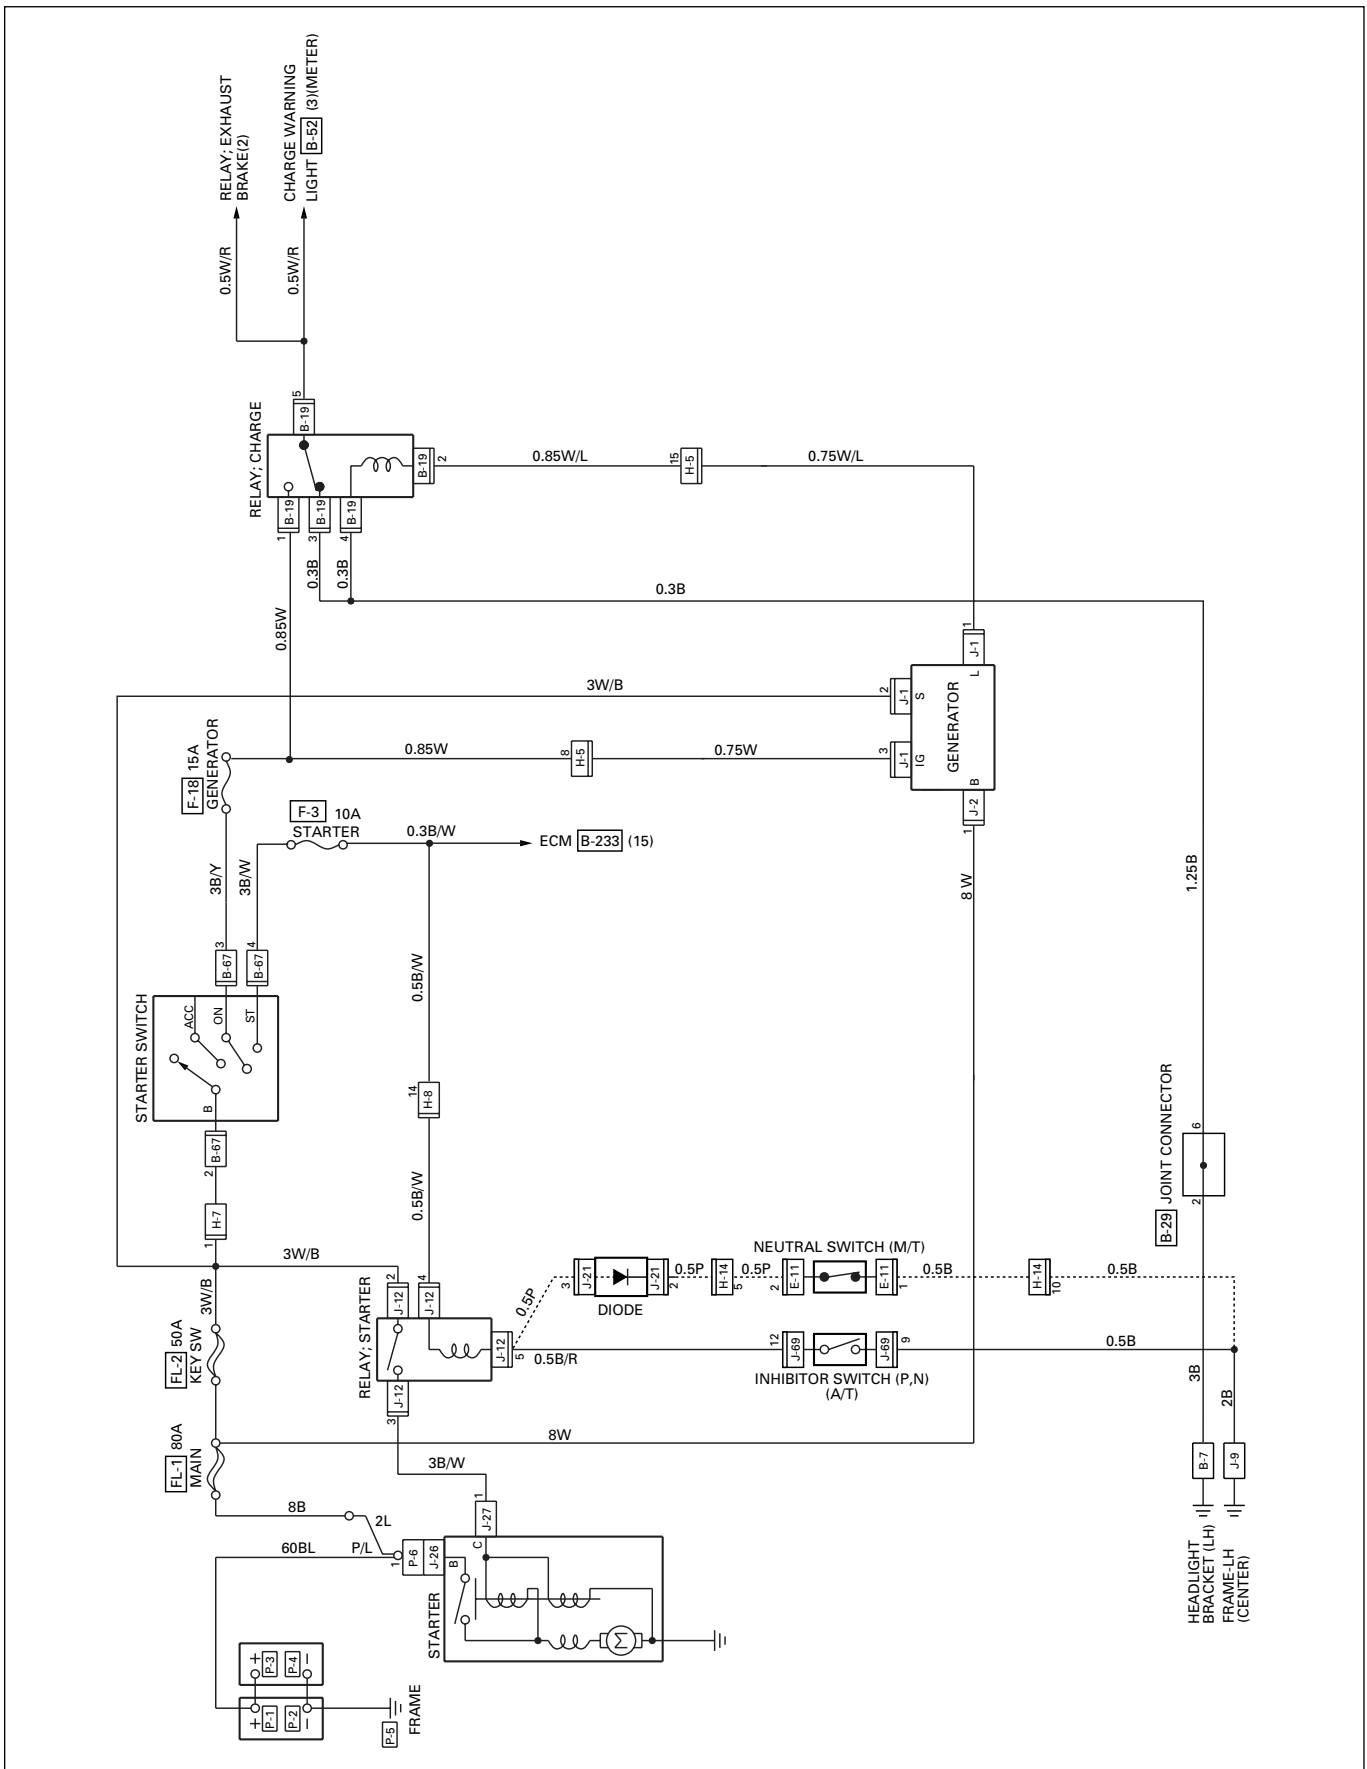 RELAY; EXHAUST
BRAKE(2)
CHARGE WARNING
LIGHT B-52 (3)(METER)
0.5W/R
0.5W/R
RELAY; CHARGE
5
B-19
B-19
2
B-19
B-19
B-19
1
3
4
0.85W/L
15
H-5
0.75W/L
0.3B
0.3B
0.3B
0.85W
3W/B
1
J-1
L
2
J-1
S
3
J-1
IG
GENERATOR
B
J-2
1
F-18 15A
GENERATOR
0.85W
8
H-5
0.75W
F-3 10A
STARTER
0.3B/W
ECM B-233 (15)
3B/Y
3B/W
8 W
1.25B
3
B-67
4
B-67
STARTER SWITCH
ACC
ON
ST
B
B-67
2
H-7
1
0.5B/W
14
H-8
0.5B/W
3W/B
3W/B
FL-2 50A
KEY SW
FL-1 80A
MAIN
RELAY; STARTER
2
J-12
4
J-12
J-12
5
J-12
3
0.5P
3
J-21
J-21
2
DIODE
0.5P
H-14
5
0.5P
NEUTRAL SWITCH (M/T)
2
E-11
E-11
1
0.5B
H-14
10
0.5B
0.5B/R
12
J-69
J-69
9
0.5B
INHIBITOR SWITCH (P,N)
(A/T)
B-29 JOINT CONNECTOR
6
2
3B
2B
B-7
J-9
HEADLIGHT
BRACKET (LH)
FRAME-LH
(CENTER)
8W
3B/W
8B
2L
60BL
P/L
1
P-6
J-26
B
1
J-27
C
STARTER
+
P-3
P-4
−
+
P-1
P-2
−
P-5
FRAME